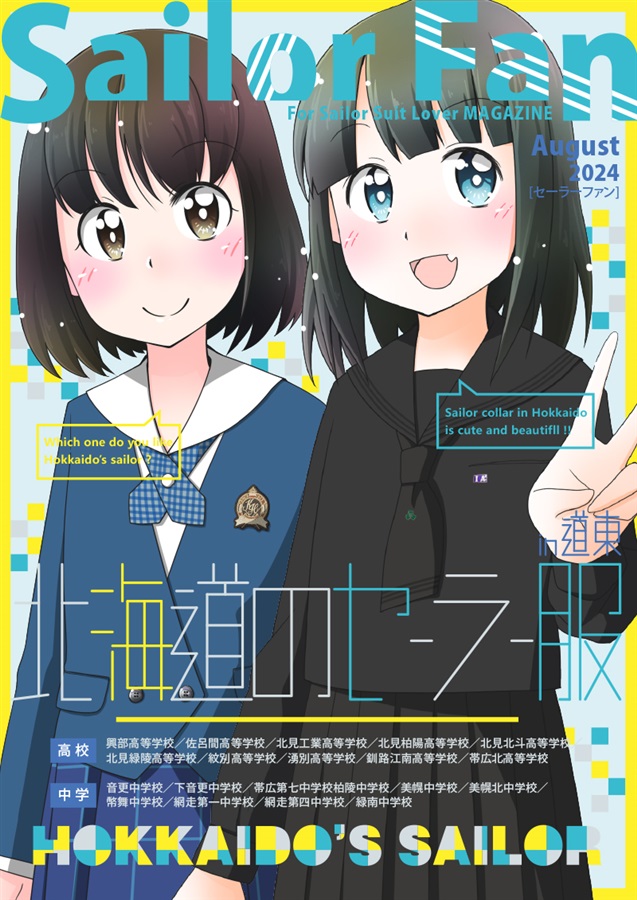 Sailor Fan
For Sailor Suit Lover MAGAZINE
August
2024
[セーラーファン]
Sailor collar in Hokkaido
is cute and beautifll !!
Which one do you like
Hokkaido's sailor?
in 道東
北海道のセーラー服
高校
興部高等学校/佐呂間高等学校/北見工業高等学校/北見柏陽高等学校/北見北斗高等学校/
北見緑陵高等学校/紋別高等学校/湧別高等学校/釧路江南高等学校/帯広北高等学校
中学
音更中学校/下音更中学校/帯広第七中学校柏陵中学校/美幌中学校/美幌北中学校/
幣舞中学校/網走第一中学校/網走第四中学校/緑南中学校
HOKKAIDO'S SAILOR